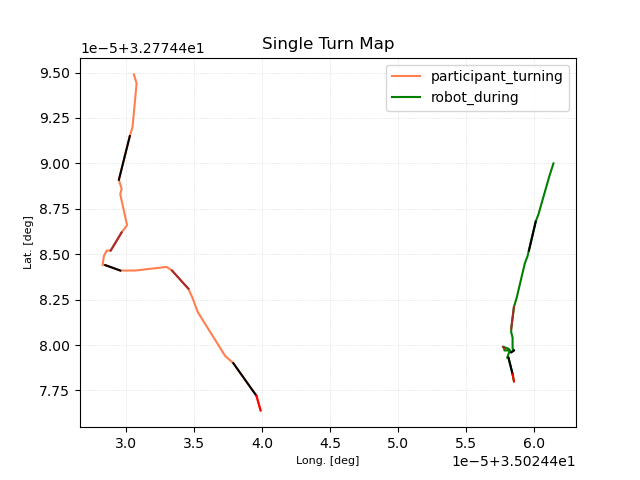 1e−5+3.27744e1
Single Turn Map
participant_turning
robot_during
9.50
9.25
9.00
8.75
8.50
8.25
8.00
7.75
Lat. [deg]
3.0 3.5 4.0 4.5 5.0 5.5 6.0
Long. [deg]
1e−5+3.50244e1